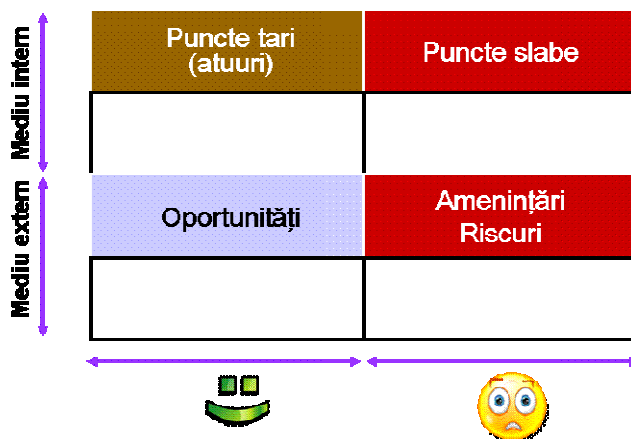 Mediu intern
Puncte tari
(atuuri)
Puncte slabe
Mediu extern
Oportunități
Amenințări
Riscuri